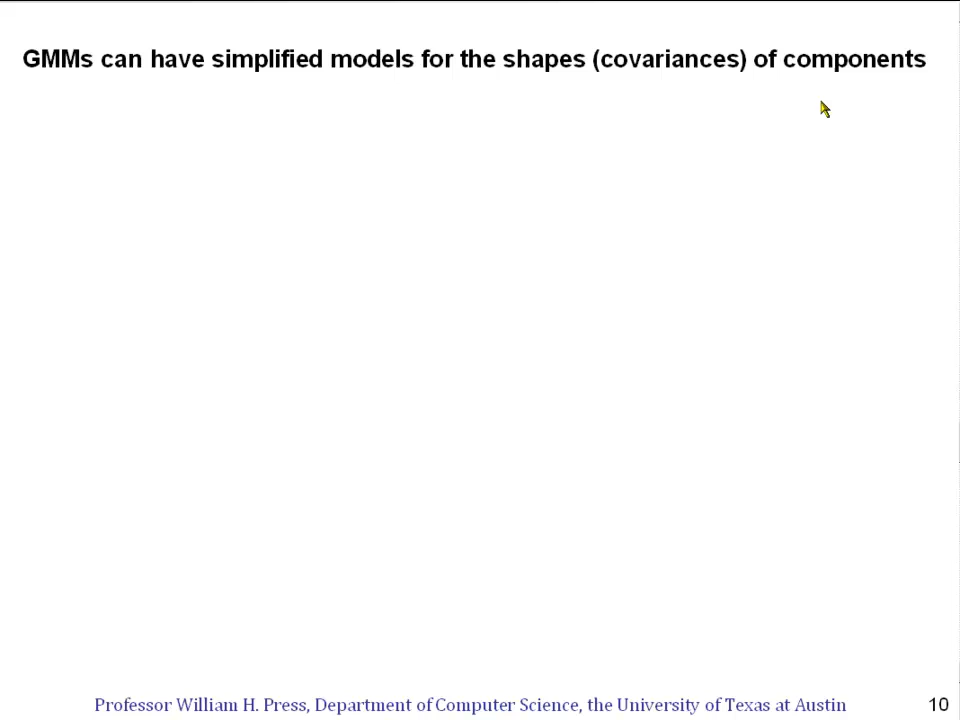 GMMs can have simplified models for the shapes (covariances) of components
Professor William H. Press, Department of Computer Science, the University of Texas at Austin
10